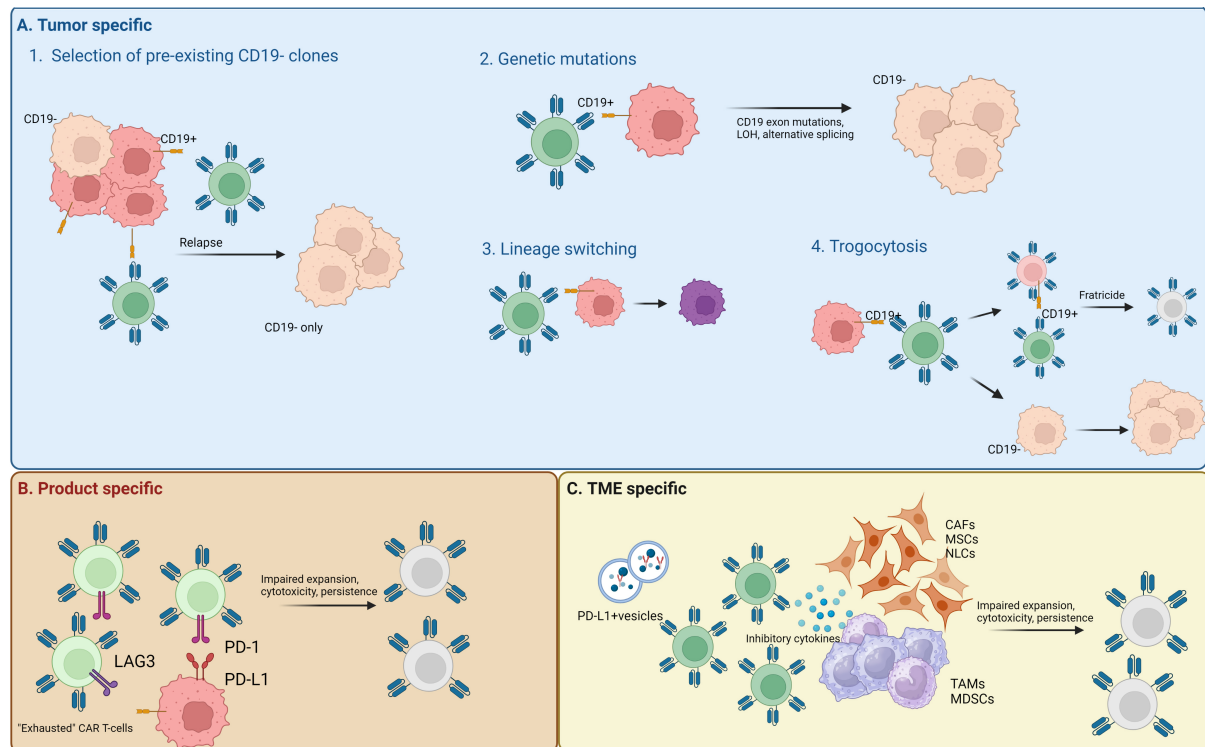 A. Tumor specific
1. Selection of pre-existing CD19- clones
CD19-
CD19+
Relapse
CD19- only
2. Genetic mutations
CD19+
CD19 exon mutations,
LOH, alternative splicing
CD19-
3. Lineage switching
4. Trogocytosis
CD19+
CD19+
Fratricide
CD19-
B. Product specific
LAG3
PD-1
PD-L1
"Exhausted" CAR T-cells
Impaired expansion,
cytotoxicity, persistence
C. TME specific
PD-L1+vesicles
Inhibitory cytokines
CAFs
MSCs
NLCs
TAMs
MDSCs
Impaired expansion,
cytotoxicity, persistence